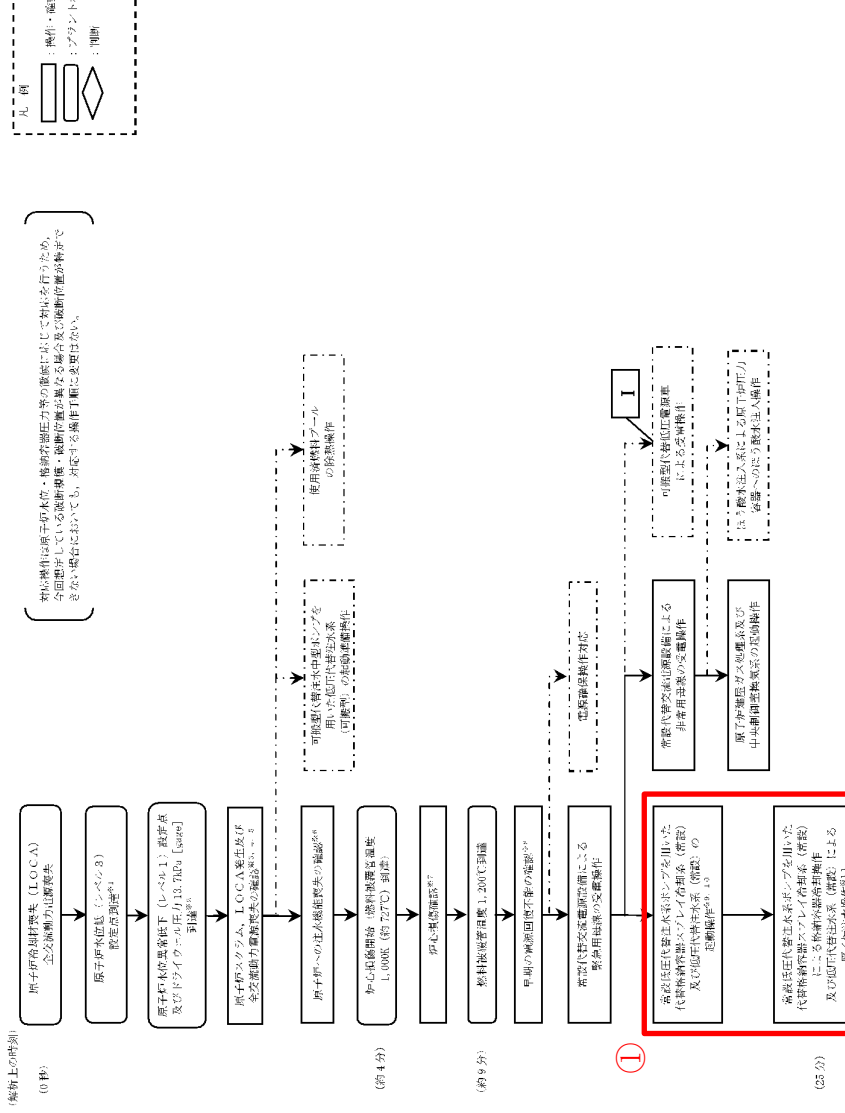 凡 例
: 操作・確
: プラント
: 判断
対応操作は原子炉水位・格納容器圧力等の徴候に応じて対応を行うため,
今回想定している破断規模・破断位置が異なる場合及び破断位置が特定で
きない場合においても, 対応する操作手順に変更はない。
(解析上の時刻)
(0 秒)
原子炉冷却材喪失 (LOCA)
全交流動力電源喪失
原子炉水位低 (レベル3)
設定点到達※1
原子炉水位異常低下 (レベル1) 設定点
及びドライウェル圧力 13.7kPa [gage]
到達※2
原子炉スクラム, LOCA発生及び
全交流動力電源喪失の確認
原子炉への注水機能喪失の確認※6
可搬型代替注水中型ポンプを
用いた低圧代替注水系
(可搬型) の起動準備操作
使用済燃料プール
の除熱操作
(約 4 分)
炉心損傷開始 (燃料被覆管温度
1,000K (約 727℃) 到達)
炉心損傷確認※7
(約 9 分)
燃料被覆管温度 1,200℃到達
早期の電源回復不能の確認※8
電源確保操作対応
常設代替交流電源設備による
緊急用母線の受電操作
①
常設低圧代替注水系ポンプを用いた
代替格納容器スプレイ冷却系 (常設)
及び低圧代替注水系 (常設) の
起動操作※9, 10
常設代替交流電源設備による
非常用母線の受電操作
可搬型代替低圧電源車
による受電操作
I
原子炉建屋ガス処理系及び
中央制御室換気系の起動操作
ほう酸水注入系による原子炉圧力
容器へのほう酸水注入操作
(25 分)
常設低圧代替注水系ポンプを用いた
代替格納容器スプレイ冷却系 (常設)
による格納容器冷却操作
及び低圧代替注水系 (常設) による